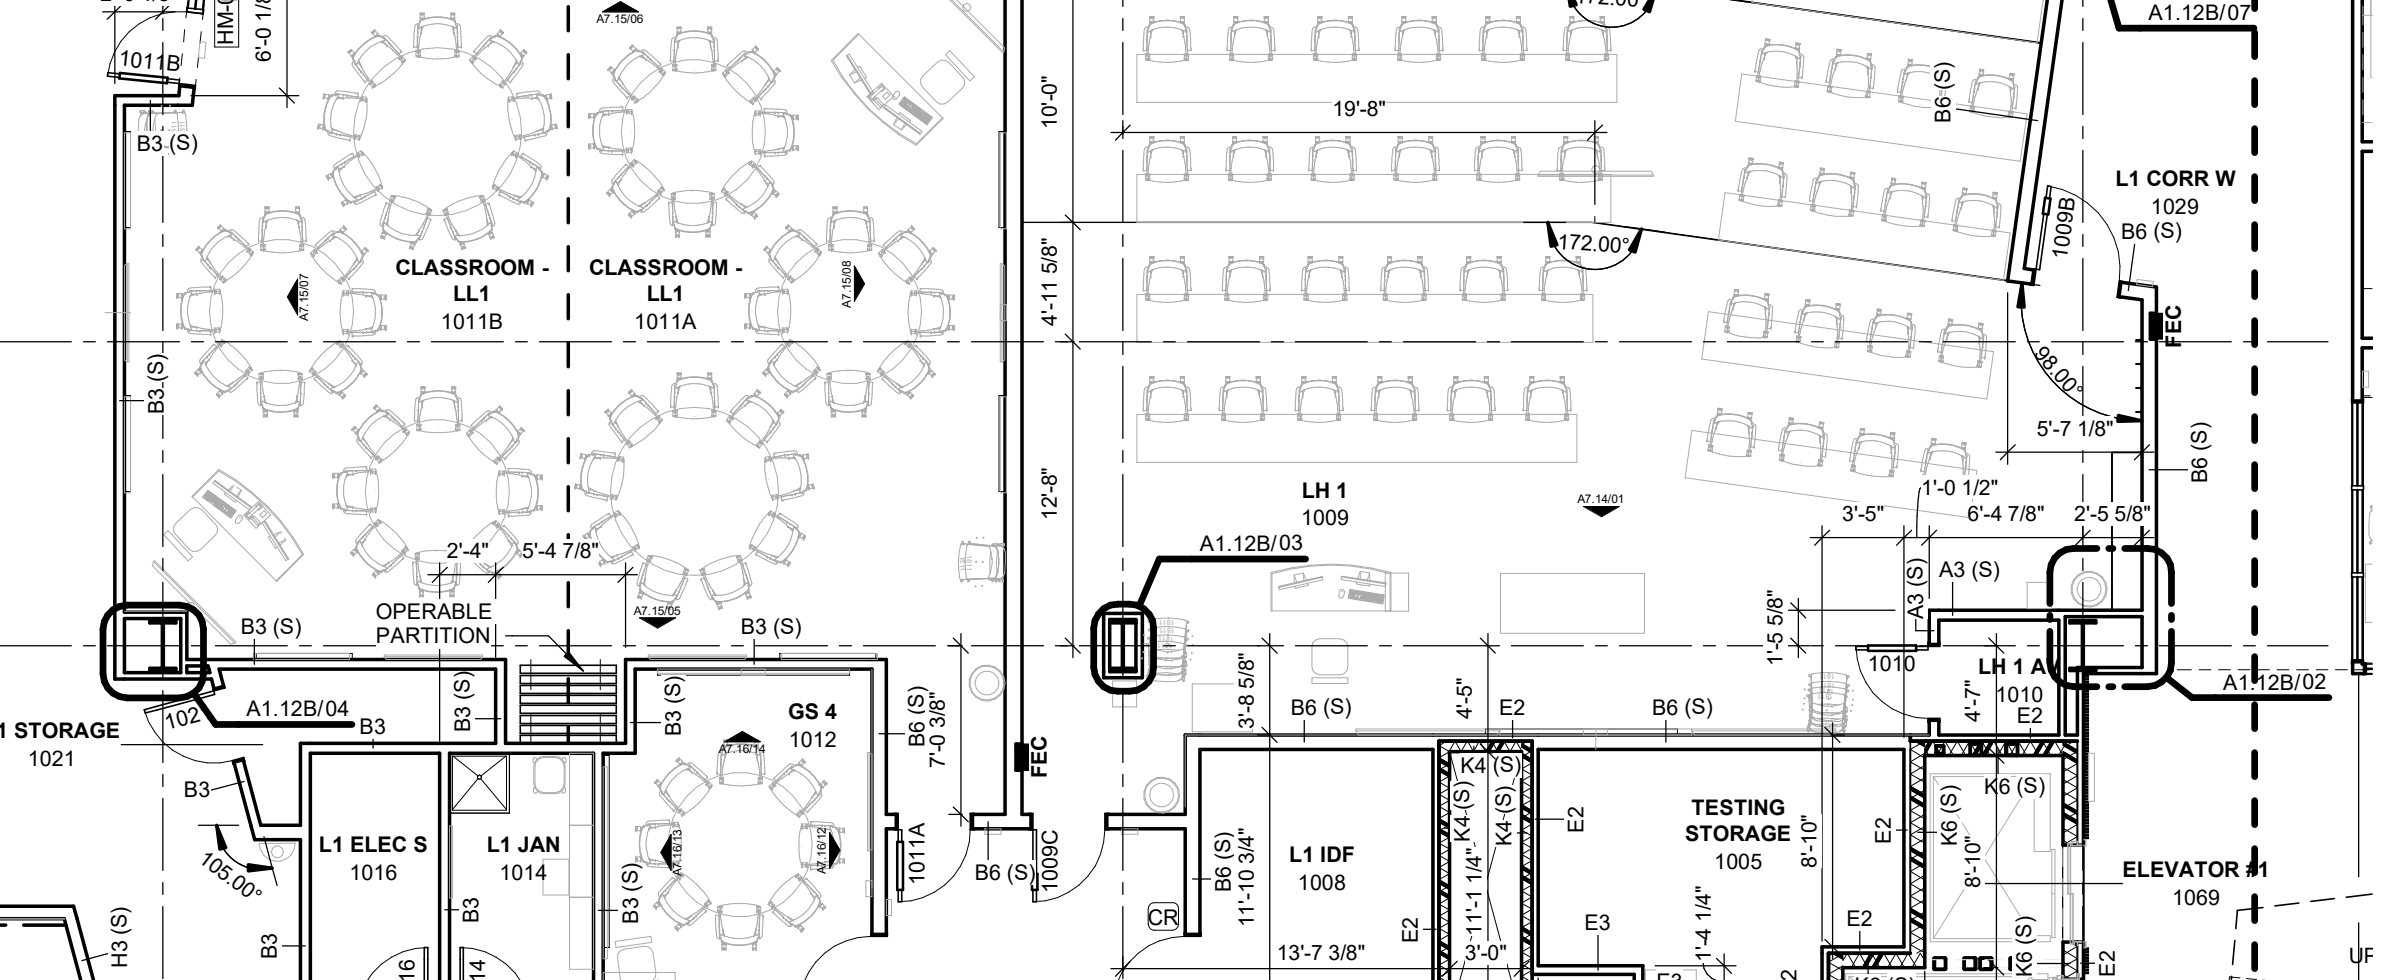 A7.15/06
172.00°
A1.12B/07
HM-0
6'-0 1/8"
1011B
B3 (S)
10'-0"
19'-8"
B6 (S)
L1 CORR W
1029
1009B
B6 (S)
CLASSROOM -
LL1
1011B
CLASSROOM -
LL1
1011A
A7.15/07
A7.15/08
4'-11 5/8"
172.00°
FEC
98.00°
5'-7 1/8"
B3 (S)
B6 (S)
12'-8"
LH 1
1009
A7.14/01
1'-0 1/2"
3'-5"
6'-4 7/8"
2'-5 5/8"
2'-4"
5'-4 7/8"
A1.12B/03
A3 (S)
A3 (S)
OPERABLE
PARTITION
A7.15/05
B3 (S)
B3 (S)
1'-5 5/8"
1010
LH 1 A
1010
A1.12B/02
A1.12B/04
102
B3
B3 (S)
B3 (S)
GS 4
1012
B6 (S)
7'-0 3/8"
3'-8 5/8"
B6 (S)
4'-5"
E2
B6 (S)
4'-7"
E2
1 STORAGE
1021
A7.16/14
FEC
K4 (S)
K4 (S)
K4 (S)
K6 (S)
K6 (S)
B3
105.00°
L1 ELEC S
1016
L1 JAN
1014
A7.16/13
A7.16/12
1011A
B6 (S)
1009C
B6 (S)
11'-10 3/4"
L1 IDF
1008
11'-11 1/4"
E2
TESTING
STORAGE
1005
8'-10"
E2
8'-10"
ELEVATOR #1
1069
H3 (S)
B3
B3
B3 (S)
CR
13'-7 3/8"
E2
3'-0"
E3
1'-4 1/4"
E2
K6 (S)
E2
UP
16
14